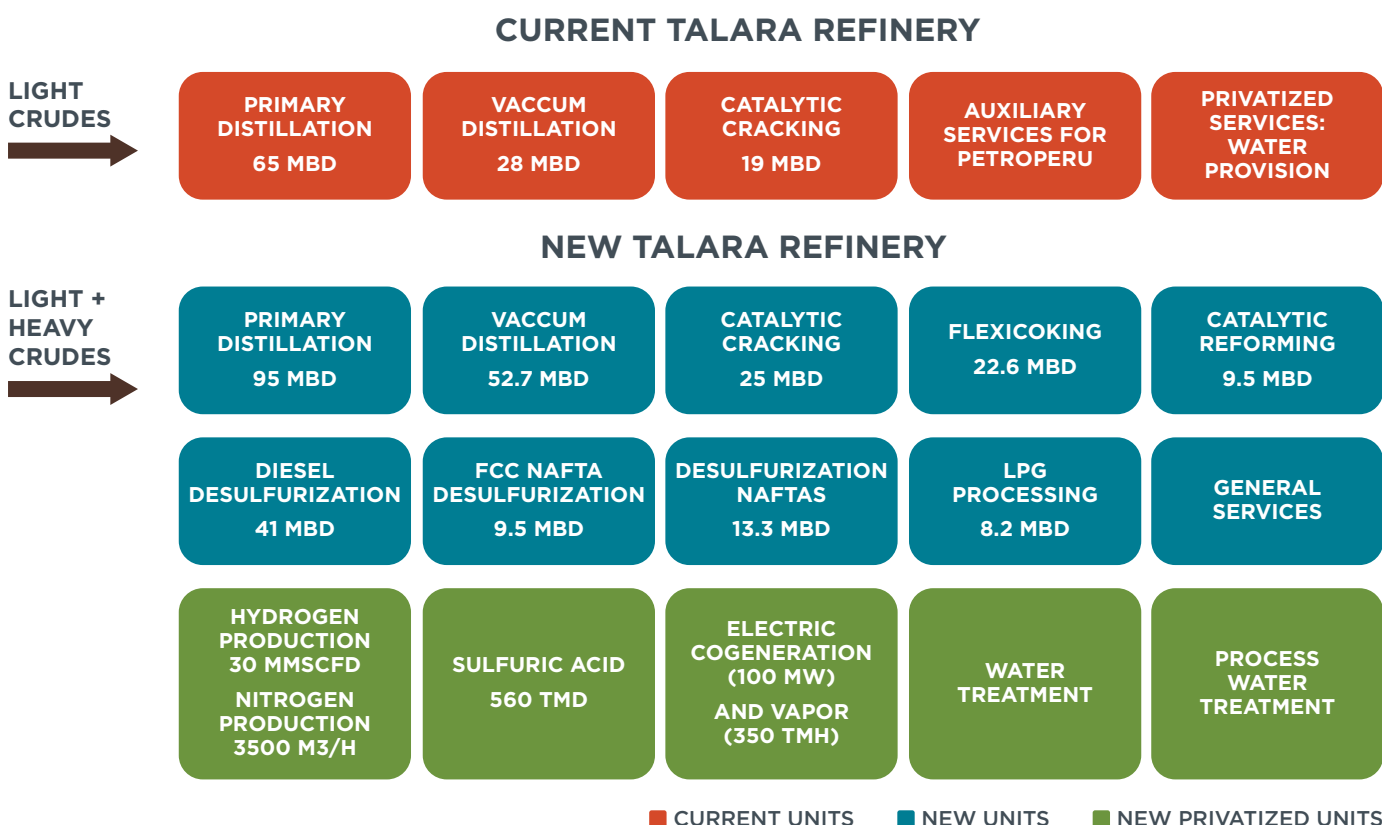 CURRENT TALARA REFINERY
LIGHT
CRUDES
PRIMARY
DISTILLATION
65 MBD
VACCUM
DISTILLATION
28 MBD
CATALYTIC
CRACKING
19 MBD
AUXILIARY
SERVICES FOR
PETROPERU
PRIVATIZED
SERVICES:
WATER
PROVISION
NEW TALARA REFINERY
LIGHT +
HEAVY
CRUDES
PRIMARY
DISTILLATION
95 MBD
VACCUM
DISTILLATION
52.7 MBD
CATALYTIC
CRACKING
25 MBD
FLEXICOKING
22.6 MBD
CATALYTIC
REFORMING
9.5 MBD
DIESEL
DESULFURIZATION
41 MBD
FCC NAFTA
DESULFURIZATION
9.5 MBD
DESULFURIZATION
NAFTAS
13.3 MBD
LPG
PROCESSING
8.2 MBD
GENERAL
SERVICES
HYDROGEN
PRODUCTION
30 MMSCFD
NITROGEN
PRODUCTION
3500 M3/H
SULFURIC ACID
560 TMD
ELECTRIC
COGENERATION
(100 MW)
AND VAPOR
(350 TMH)
WATER
TREATMENT
PROCESS
WATER
TREATMENT
CURRENT UNITS
NEW UNITS
NEW PRIVATIZED UNITS